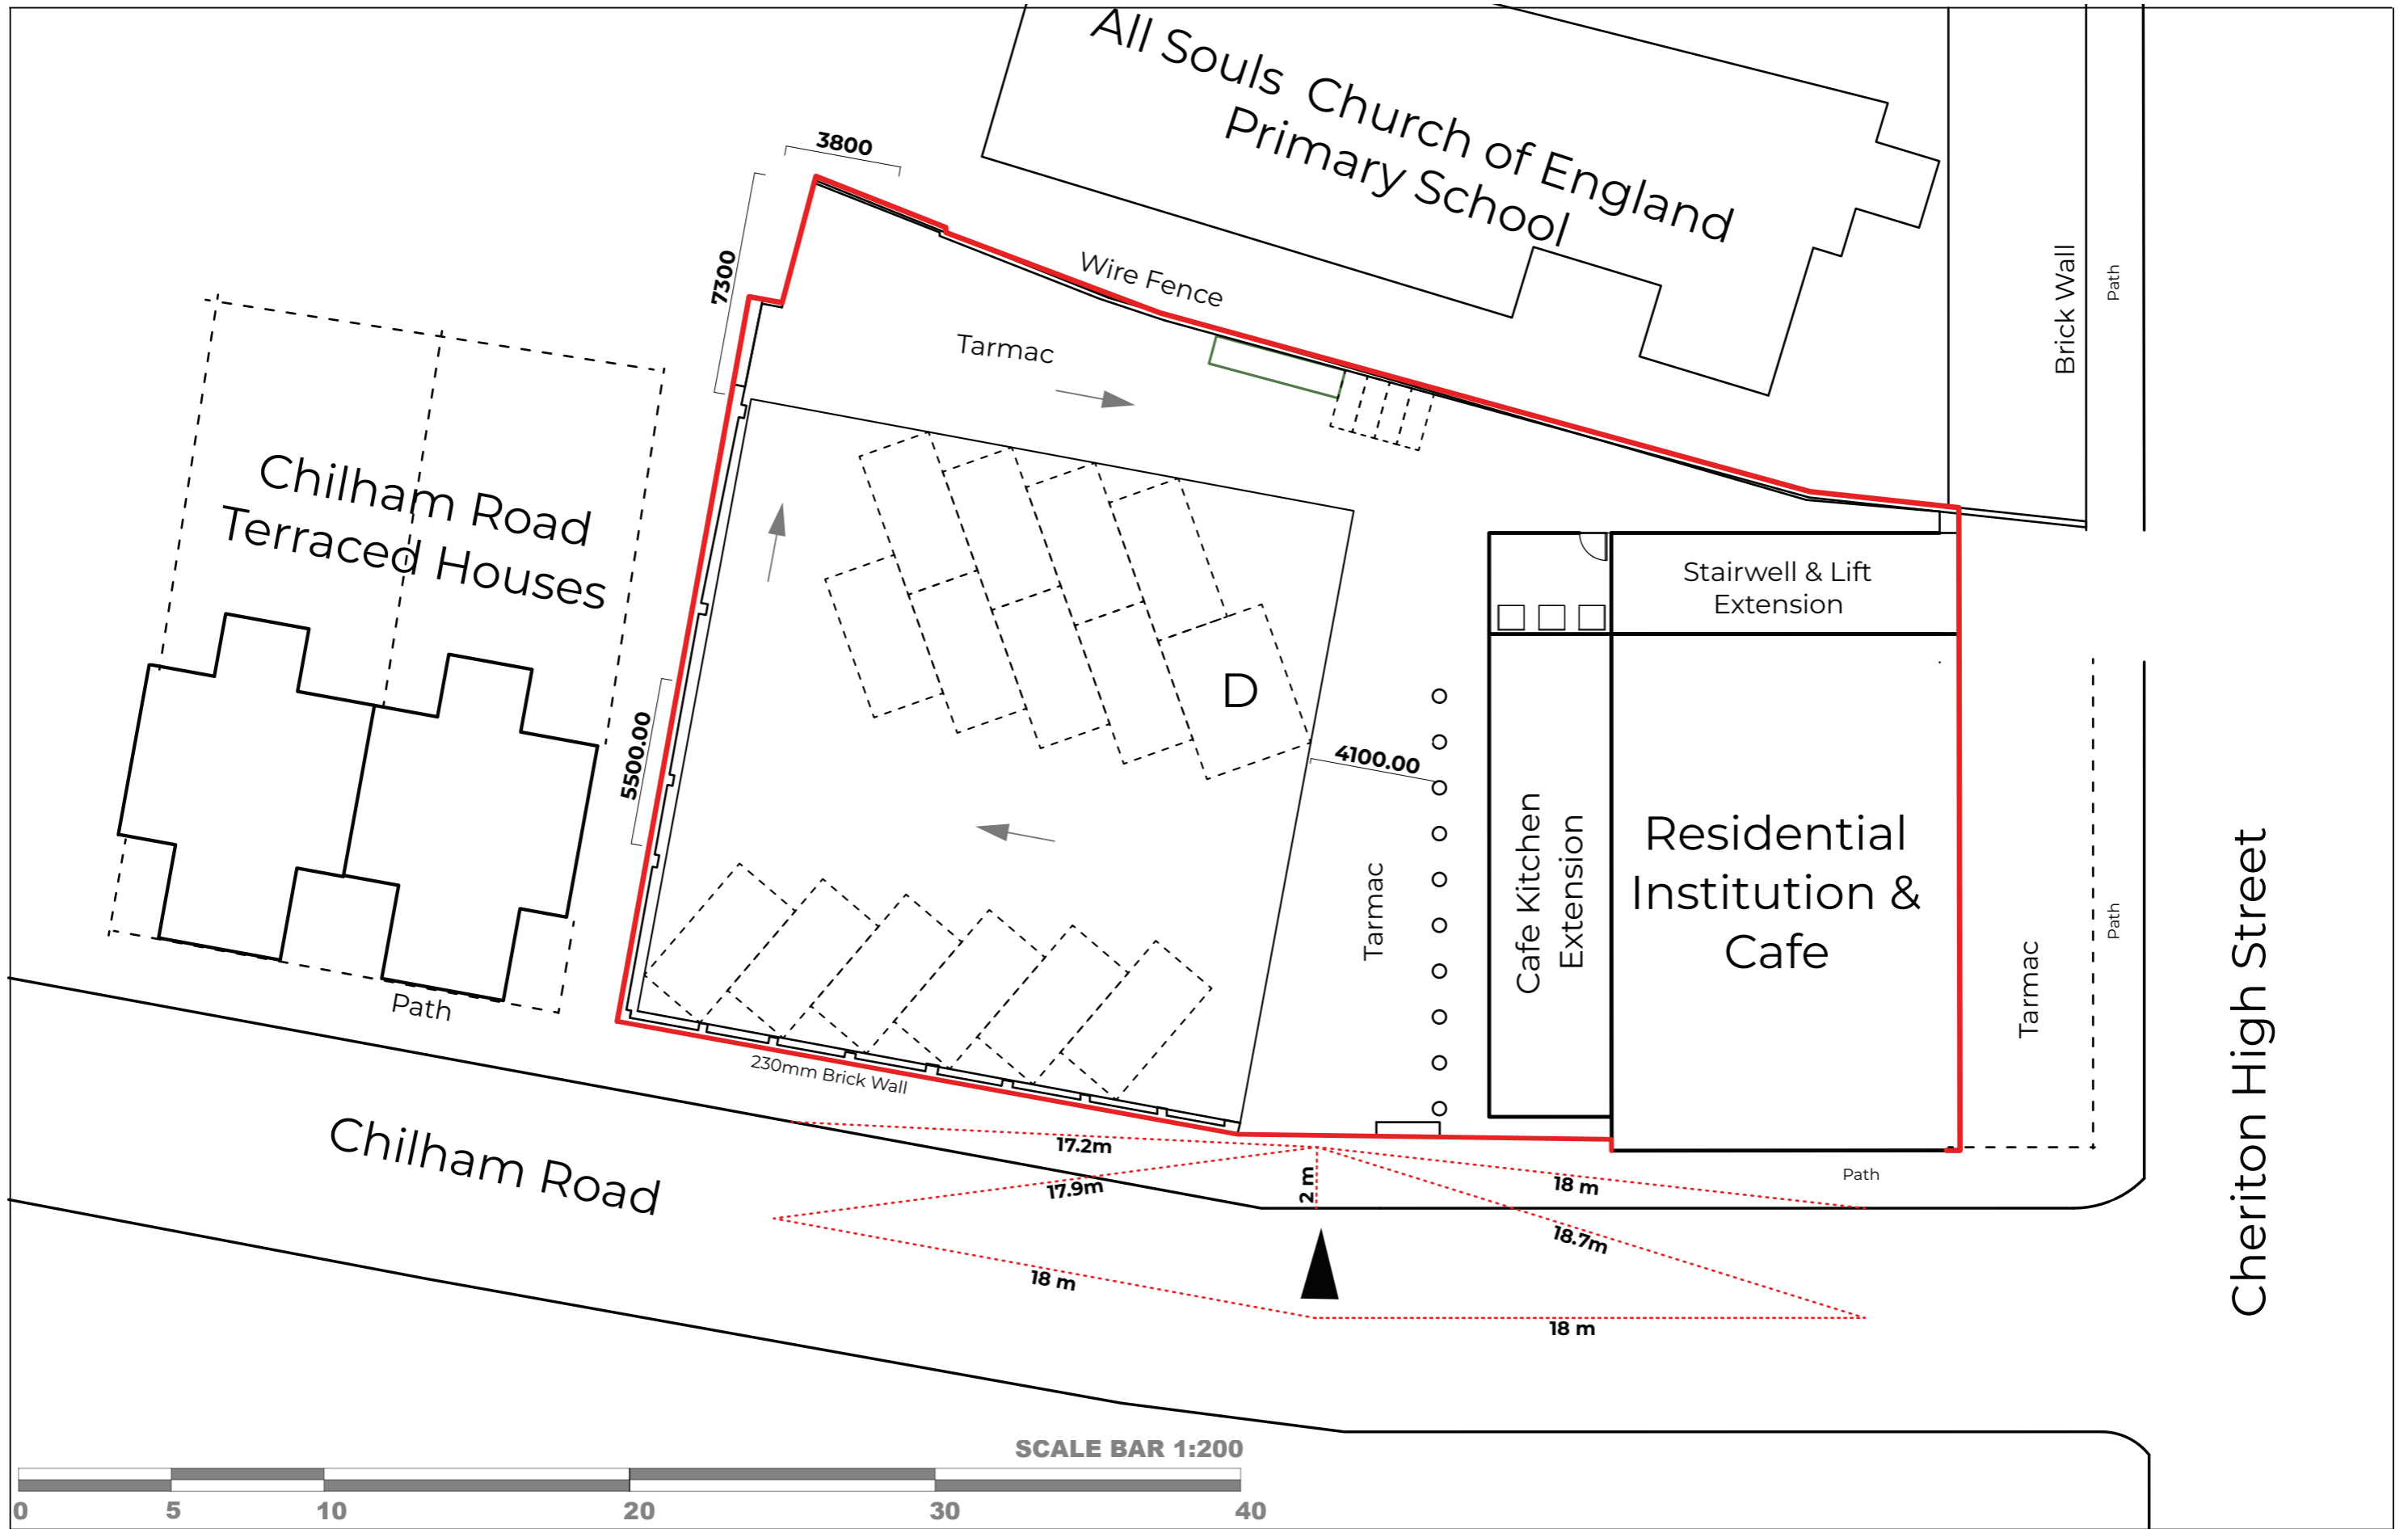 All Souls Church of England
Primary School
3800
7300
Wire Fence
Tarmac
Brick Wall
Path
Chilham Road
Terraced Houses
Stairwell & Lift
Extension
D
5500.00
4100.00
Tarmac
Cafe Kitchen
Extension
Residential
Institution &
Cafe
Tarmac
Path
Cheriton High Street
Path
230mm Brick Wall
Chilham Road
17.2m
17.9m
2 m
18 m
18.7m
Path
18 m
18 m
SCALE BAR 1:200
0 5 10 20 30 40